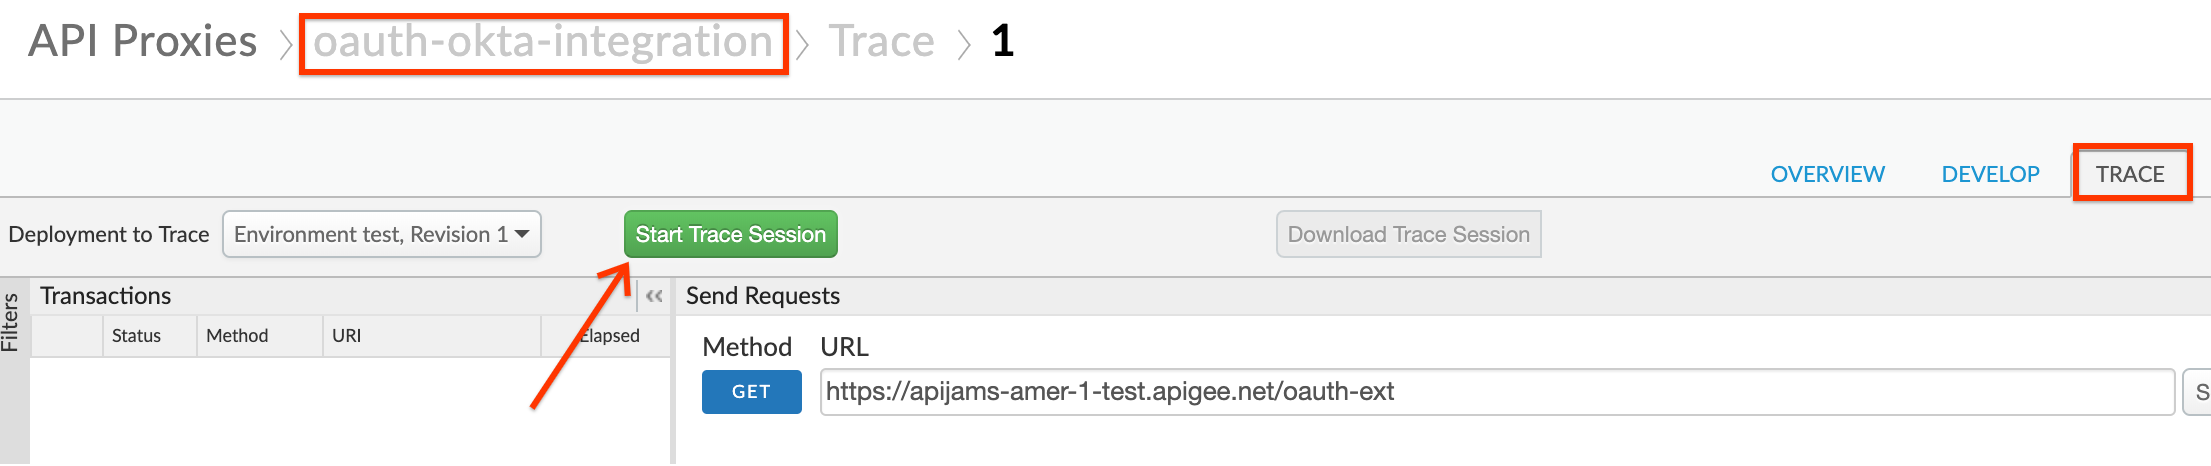 API Proxies > oauth-okta-integration > Trace > 1
OVERVIEW DEVELOP TRACE
Deployment to Trace Environment test, Revision 1 Start Trace Session Download Trace Session
Filters
Transactions « Send Requests
Status Method URI Elapsed
Method URL
GET https://apijams-amer-1-test.apigee.net/oauth-ext